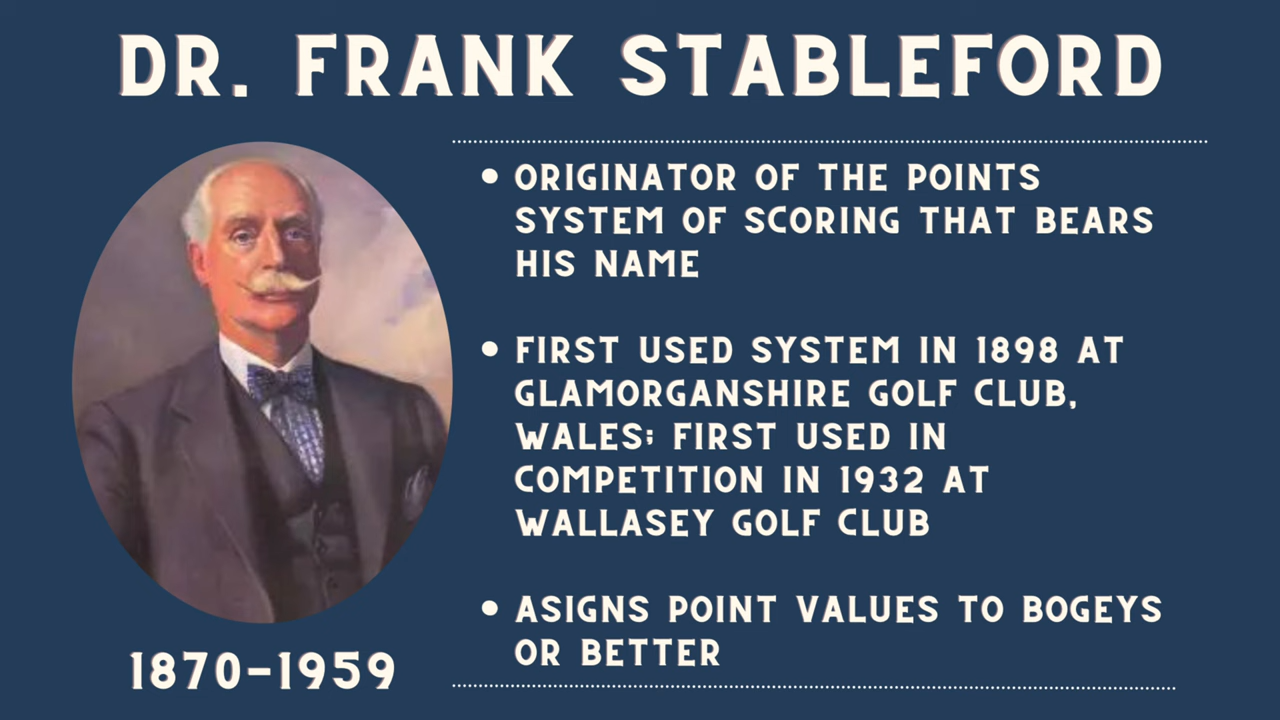 DR. FRANK STABLEFORD
• ORIGINATOR OF THE POINTS
SYSTEM OF SCORING THAT BEARS
HIS NAME
• FIRST USED SYSTEM IN 1898 AT
GLAMORGANSHIRE GOLF CLUB,
WALES; FIRST USED IN
COMPETITION IN 1932 AT
WALLASEY GOLF CLUB
• ASIGNS POINT VALUES TO BOGEYS
OR BETTER
1870-1959